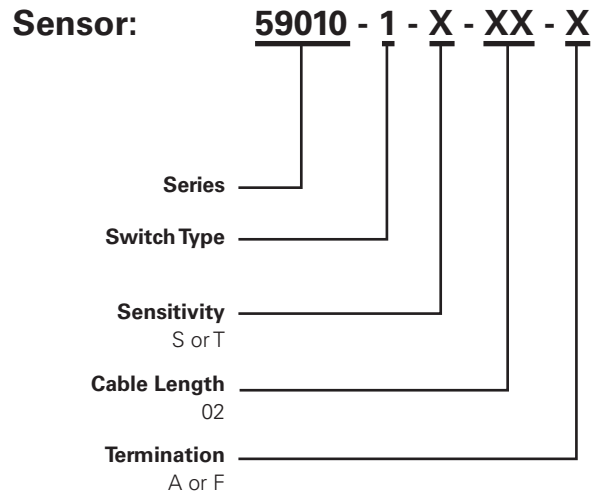 Sensor: 59010 - 1 - X - XX - X
Series
Switch Type
Sensitivity
S or T
Cable Length
02
Termination
A or F